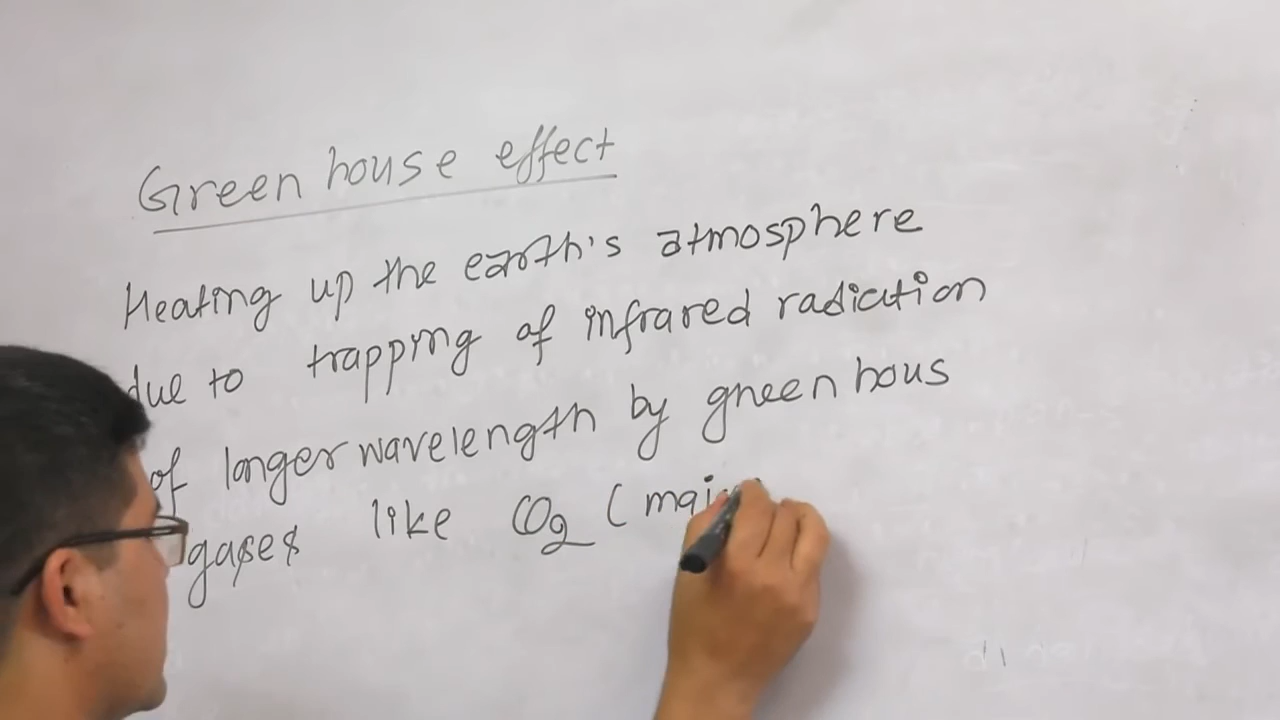 Green house effect
Heating up the earth's atmosphere
due to trapping of infrared radiation
of longer wavelength by green hous
gases like CO2 (main